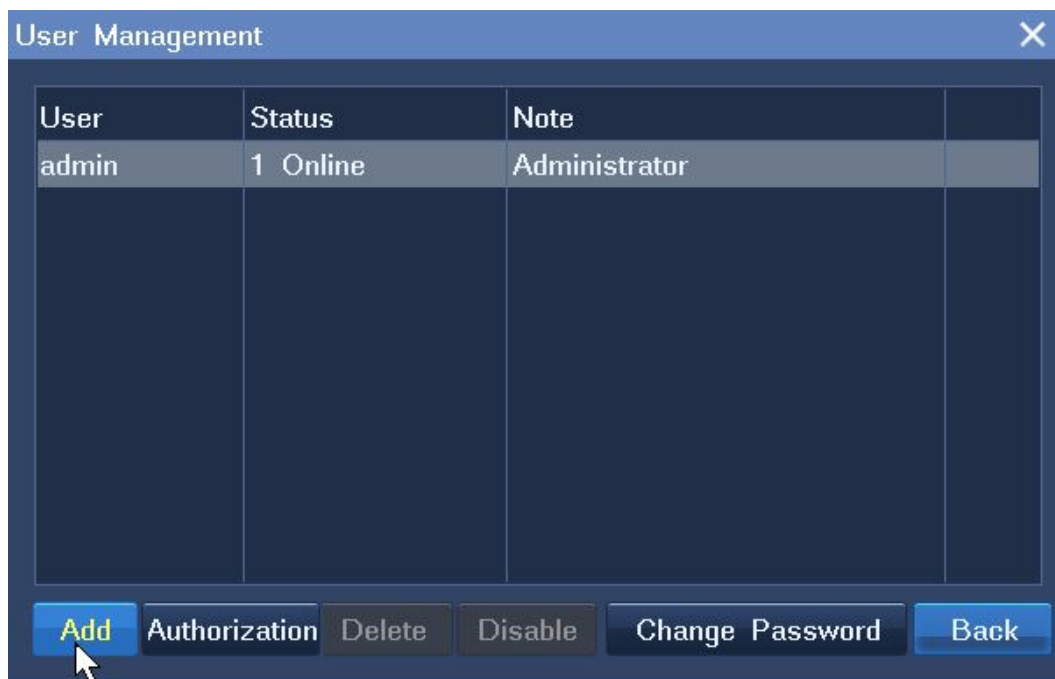 User Management
User Status Note
admin 1 Online Administrator
Add Authorization Delete Disable Change Password Back